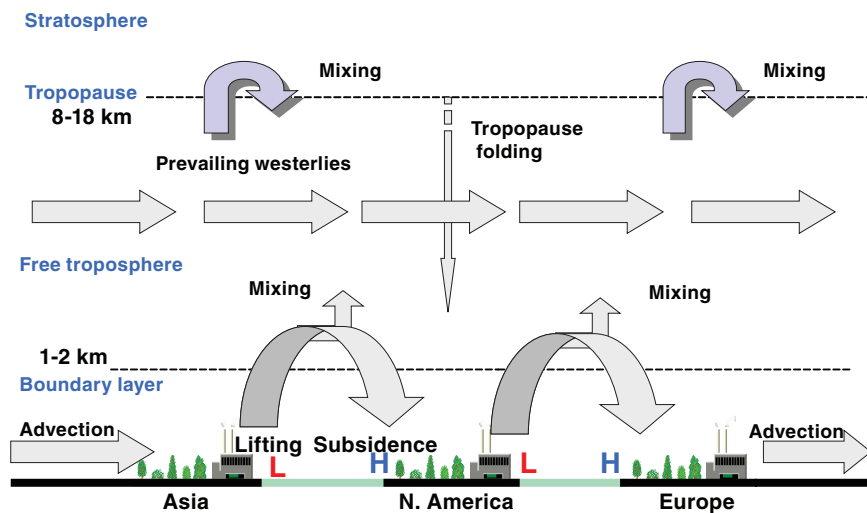 Stratosphere
Mixing
Mixing
Tropopause
8-18 km
Tropopause
folding
Prevailing westerlies
Free troposphere
Mixing
Mixing
1-2 km
Boundary layer
Advection
Lifting
Subsidence
Advection
L
H
L
H
Asia
N. America
Europe